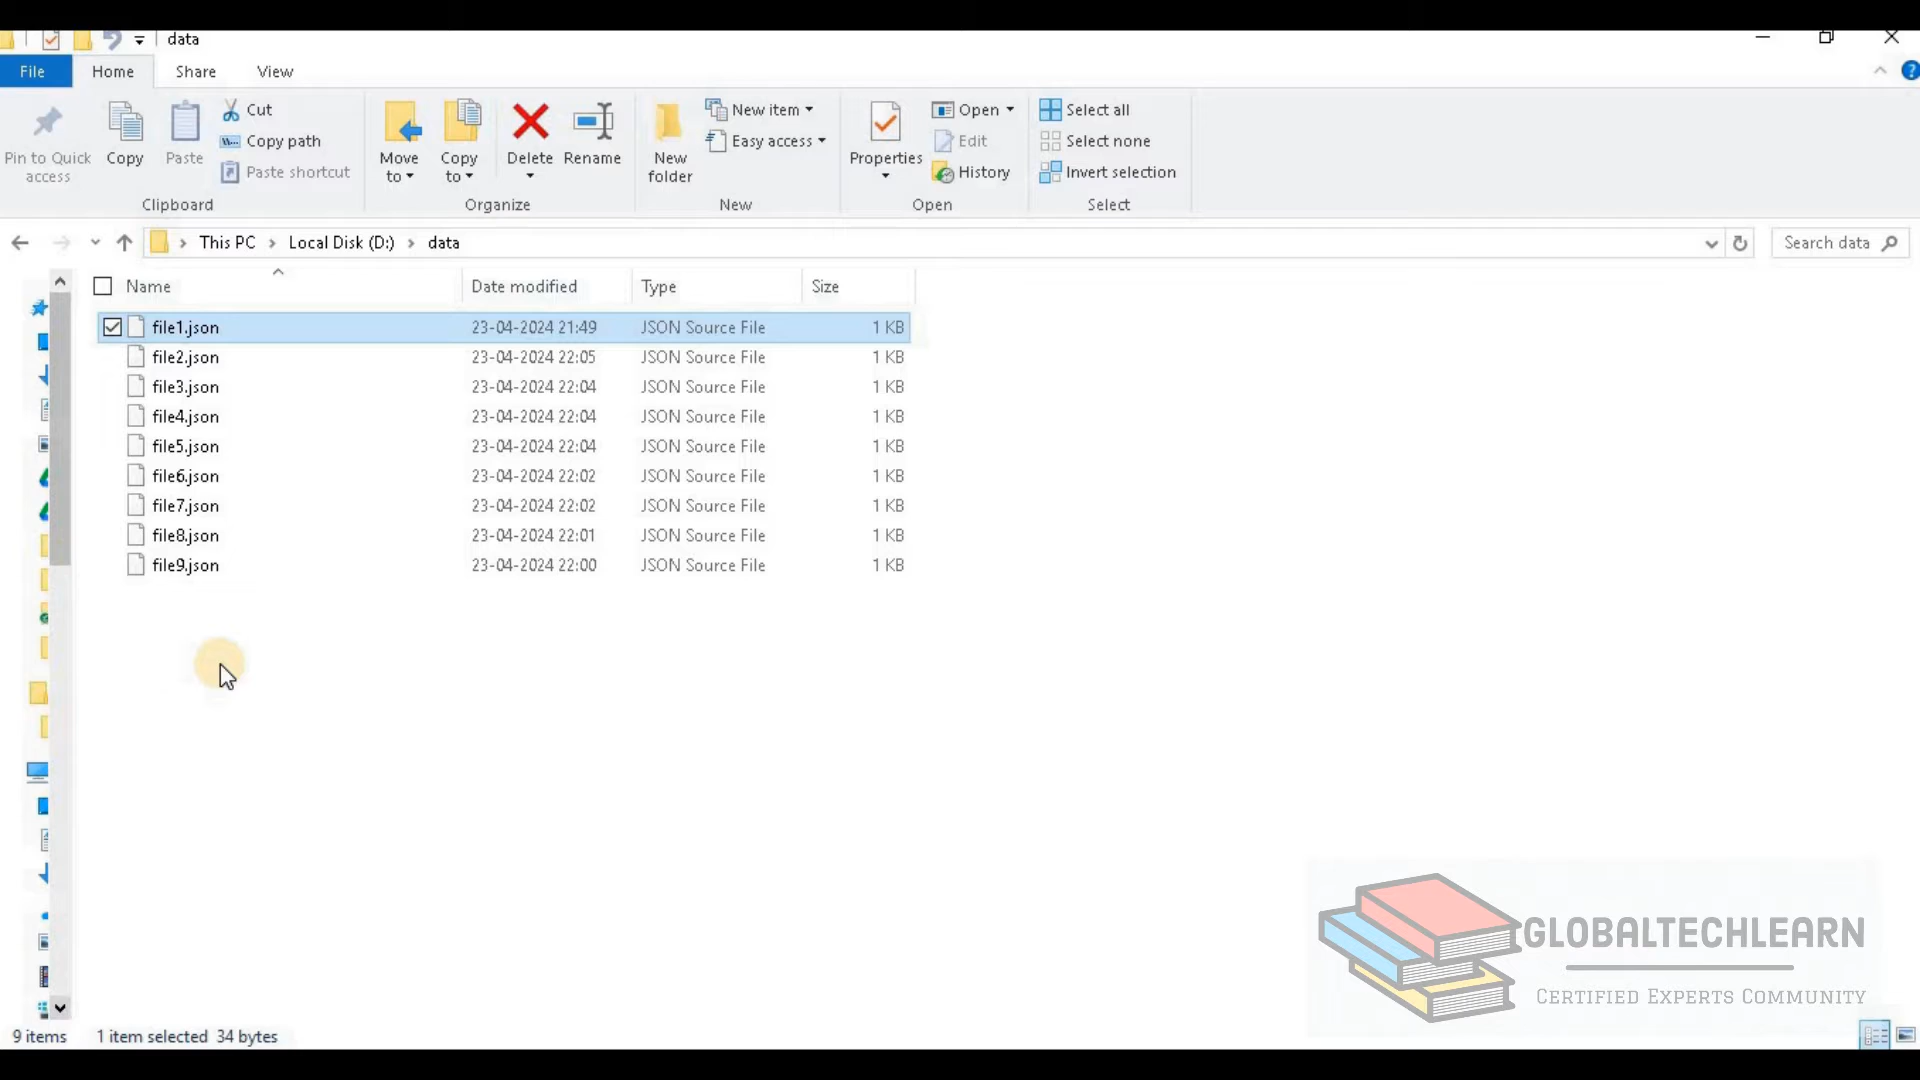 data
File Home Share View
Pin to Quick access
Copy
Paste
Cut
Copy path
Paste shortcut
Clipboard
Move to
Copy to
Delete
Rename
Organize
New folder
New item
Easy access
New
Properties
Open
Edit
History
Open
Select all
Select none
Invert selection
Select
This PC > Local Disk (D:) > data
Search data
Name Date modified Type Size
file1.json 23-04-2024 21:49 JSON Source File 1 KB
file2.json 23-04-2024 22:05 JSON Source File 1 KB
file3.json 23-04-2024 22:04 JSON Source File 1 KB
file4.json 23-04-2024 22:04 JSON Source File 1 KB
file5.json 23-04-2024 22:04 JSON Source File 1 KB
file6.json 23-04-2024 22:02 JSON Source File 1 KB
file7.json 23-04-2024 22:02 JSON Source File 1 KB
file8.json 23-04-2024 22:01 JSON Source File 1 KB
file9.json 23-04-2024 22:00 JSON Source File 1 KB
GLOBALTECHLEARN
CERTIFIED EXPERTS COMMUNITY
9 items 1 item selected 34 bytes